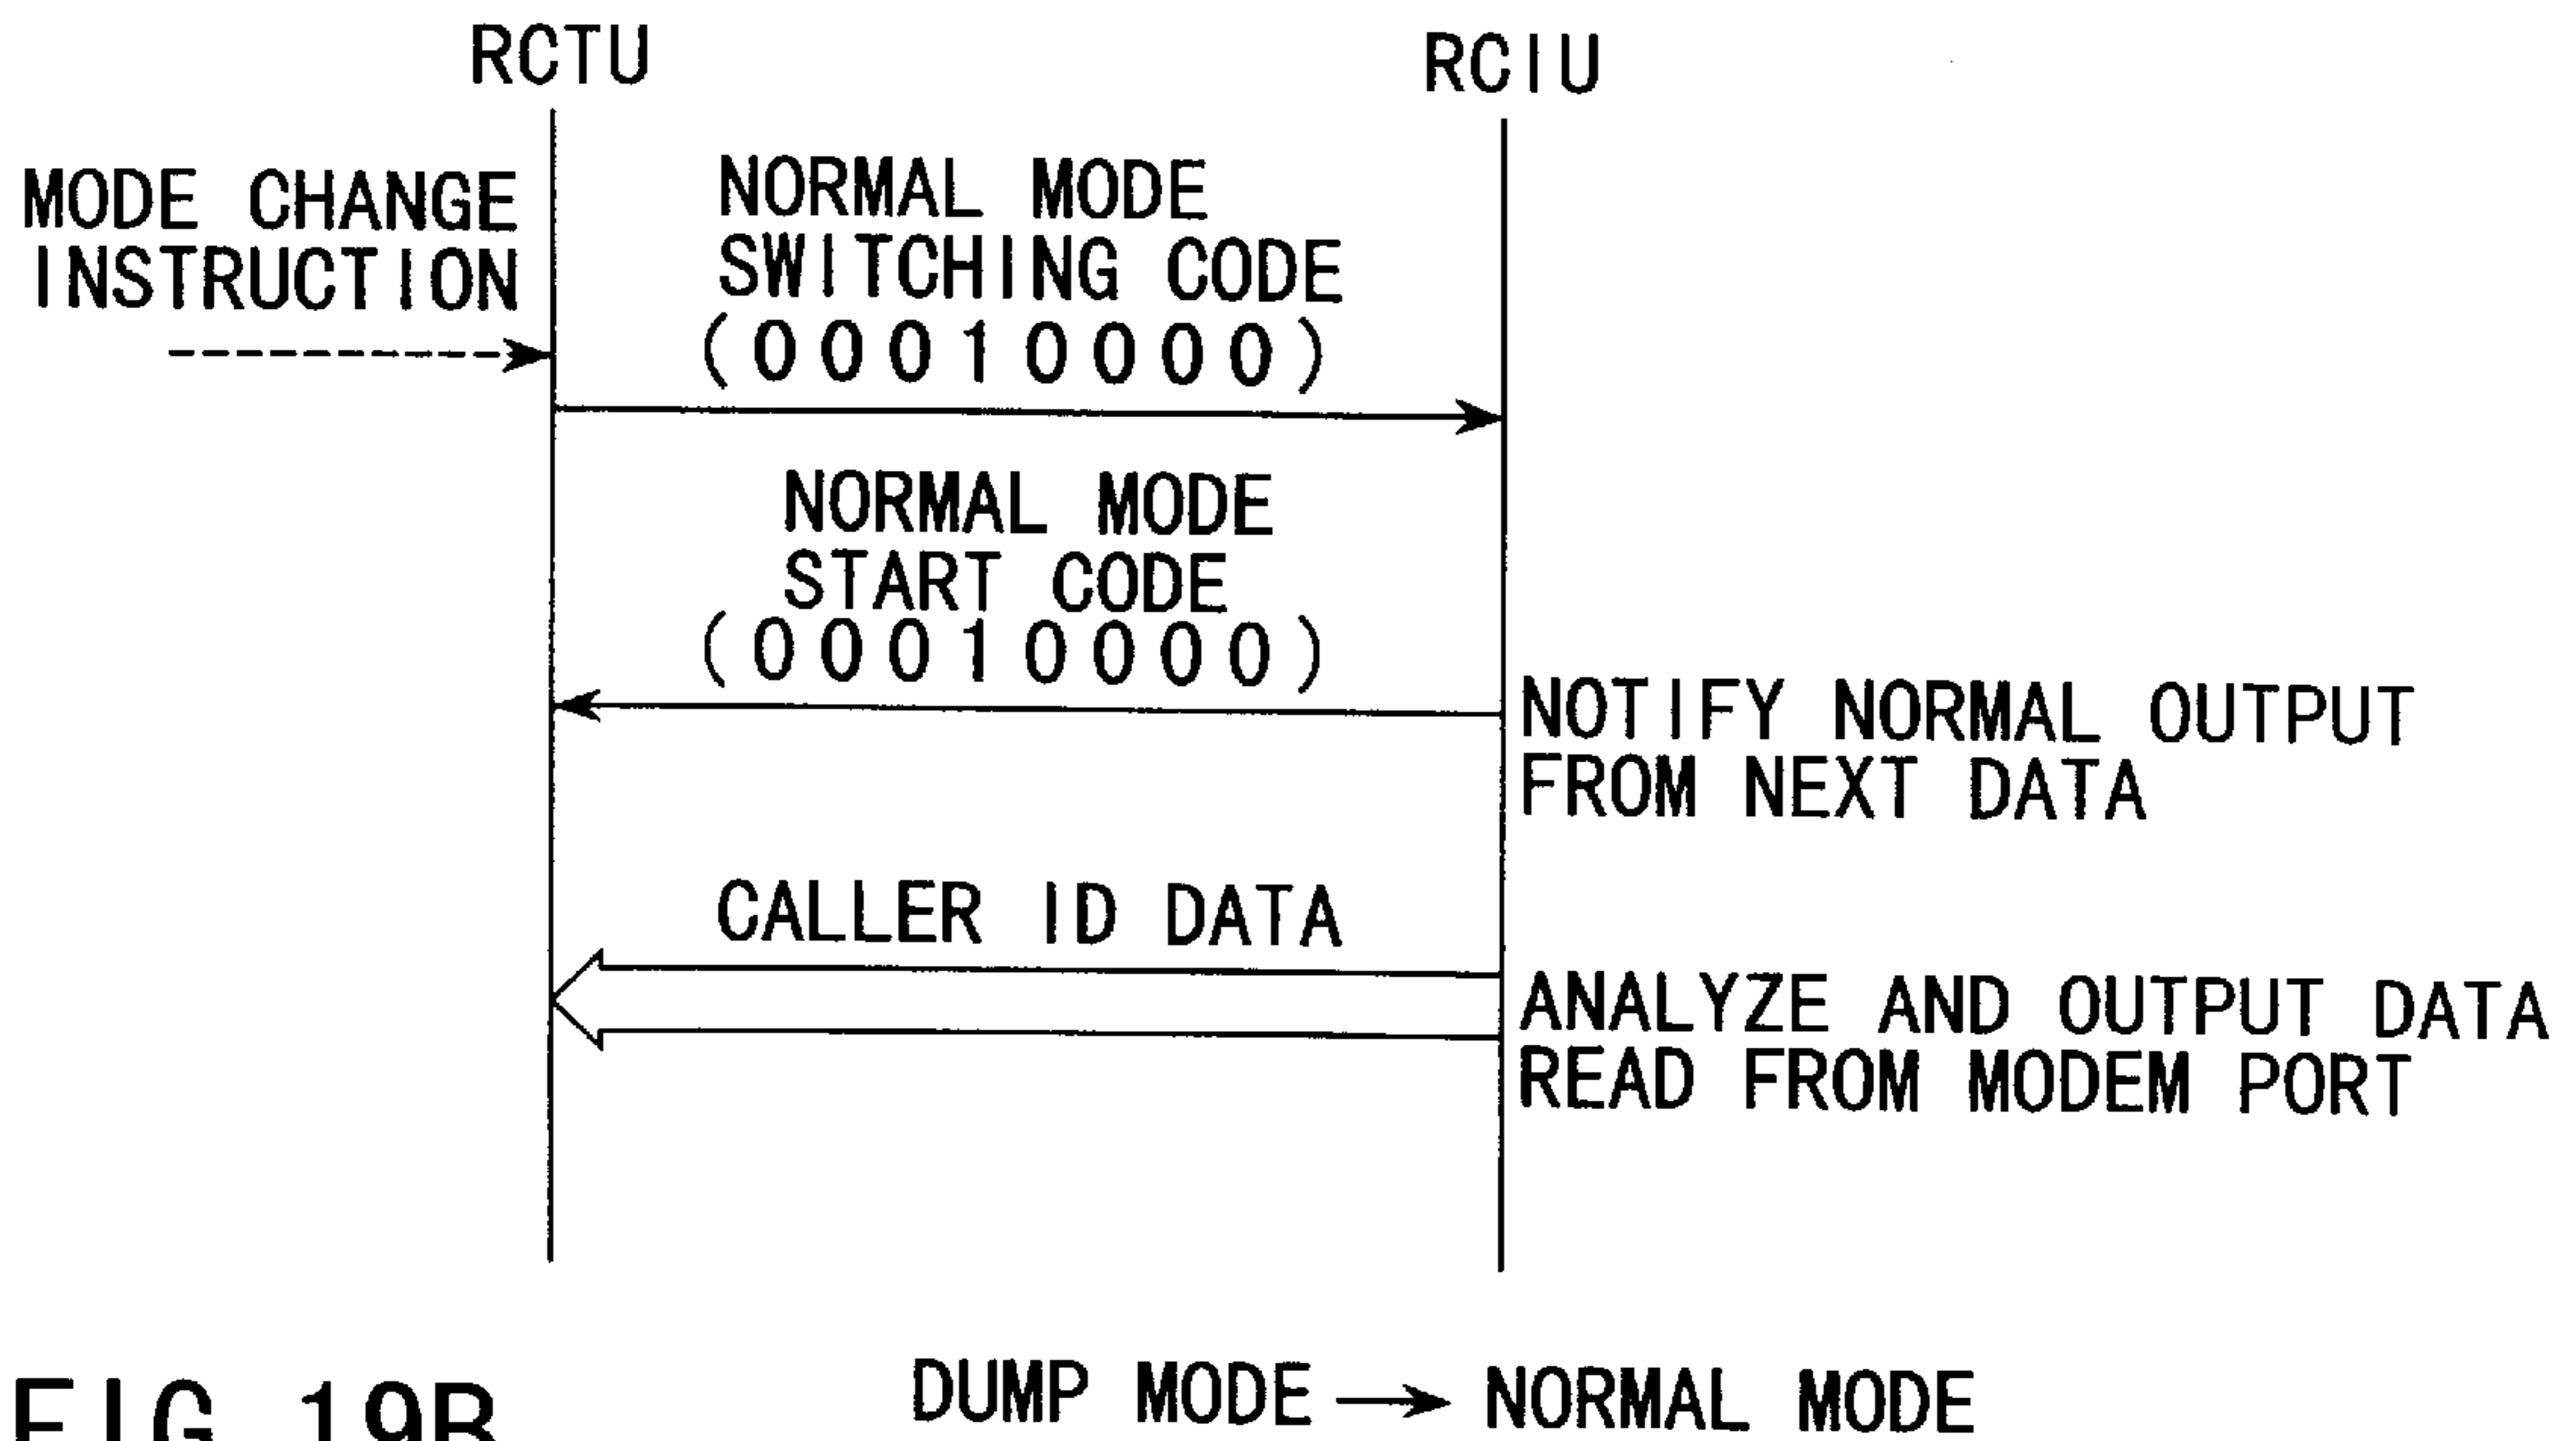 RCTU
RCIU
MODE CHANGE
INSTRUCTION
NORMAL MODE
SWITCHING CODE
(00010000)
NORMAL MODE
START CODE
(00010000)
NOTIFY NORMAL OUTPUT
FROM NEXT DATA
CALLER ID DATA
ANALYZE AND OUTPUT DATA
READ FROM MODEM PORT
DUMP MODE → NORMAL MODE
FIG.19B